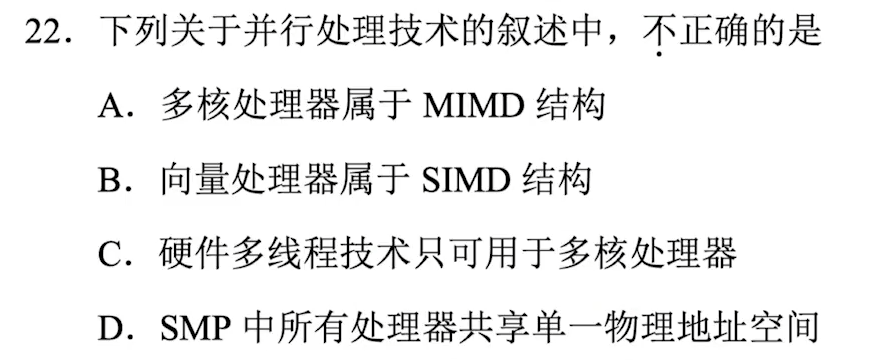 22．下列关于并行处理技术的叙述中，不正确的是
A．多核处理器属于 MIMD 结构
B．向量处理器属于 SIMD 结构
C．硬件多线程技术只可用于多核处理器
D．SMP 中所有处理器共享单一物理地址空间